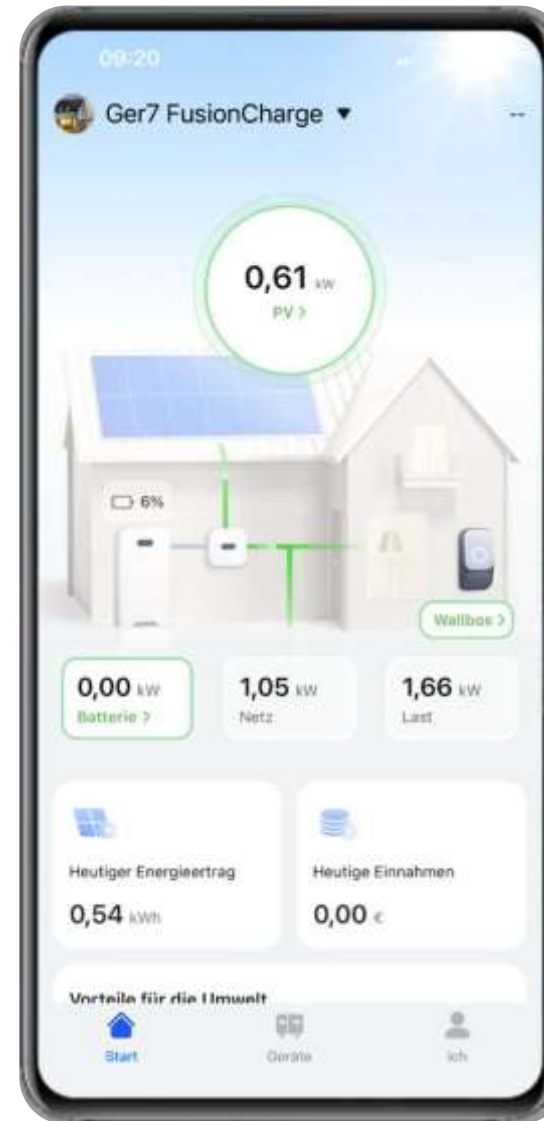 09:20
Ger7 FusionCharge ▼ --
0,61 kW
PV >
6%
Wallbox >
0,00 kW
Batterie >
1,05 kW
Netz
1,66 kW
Last
Heutiger Energieertrag
0,54 kWh
Heutige Einnahmen
0,00 €
Vorteile für die Umwelt
Start
Geräte
Ich